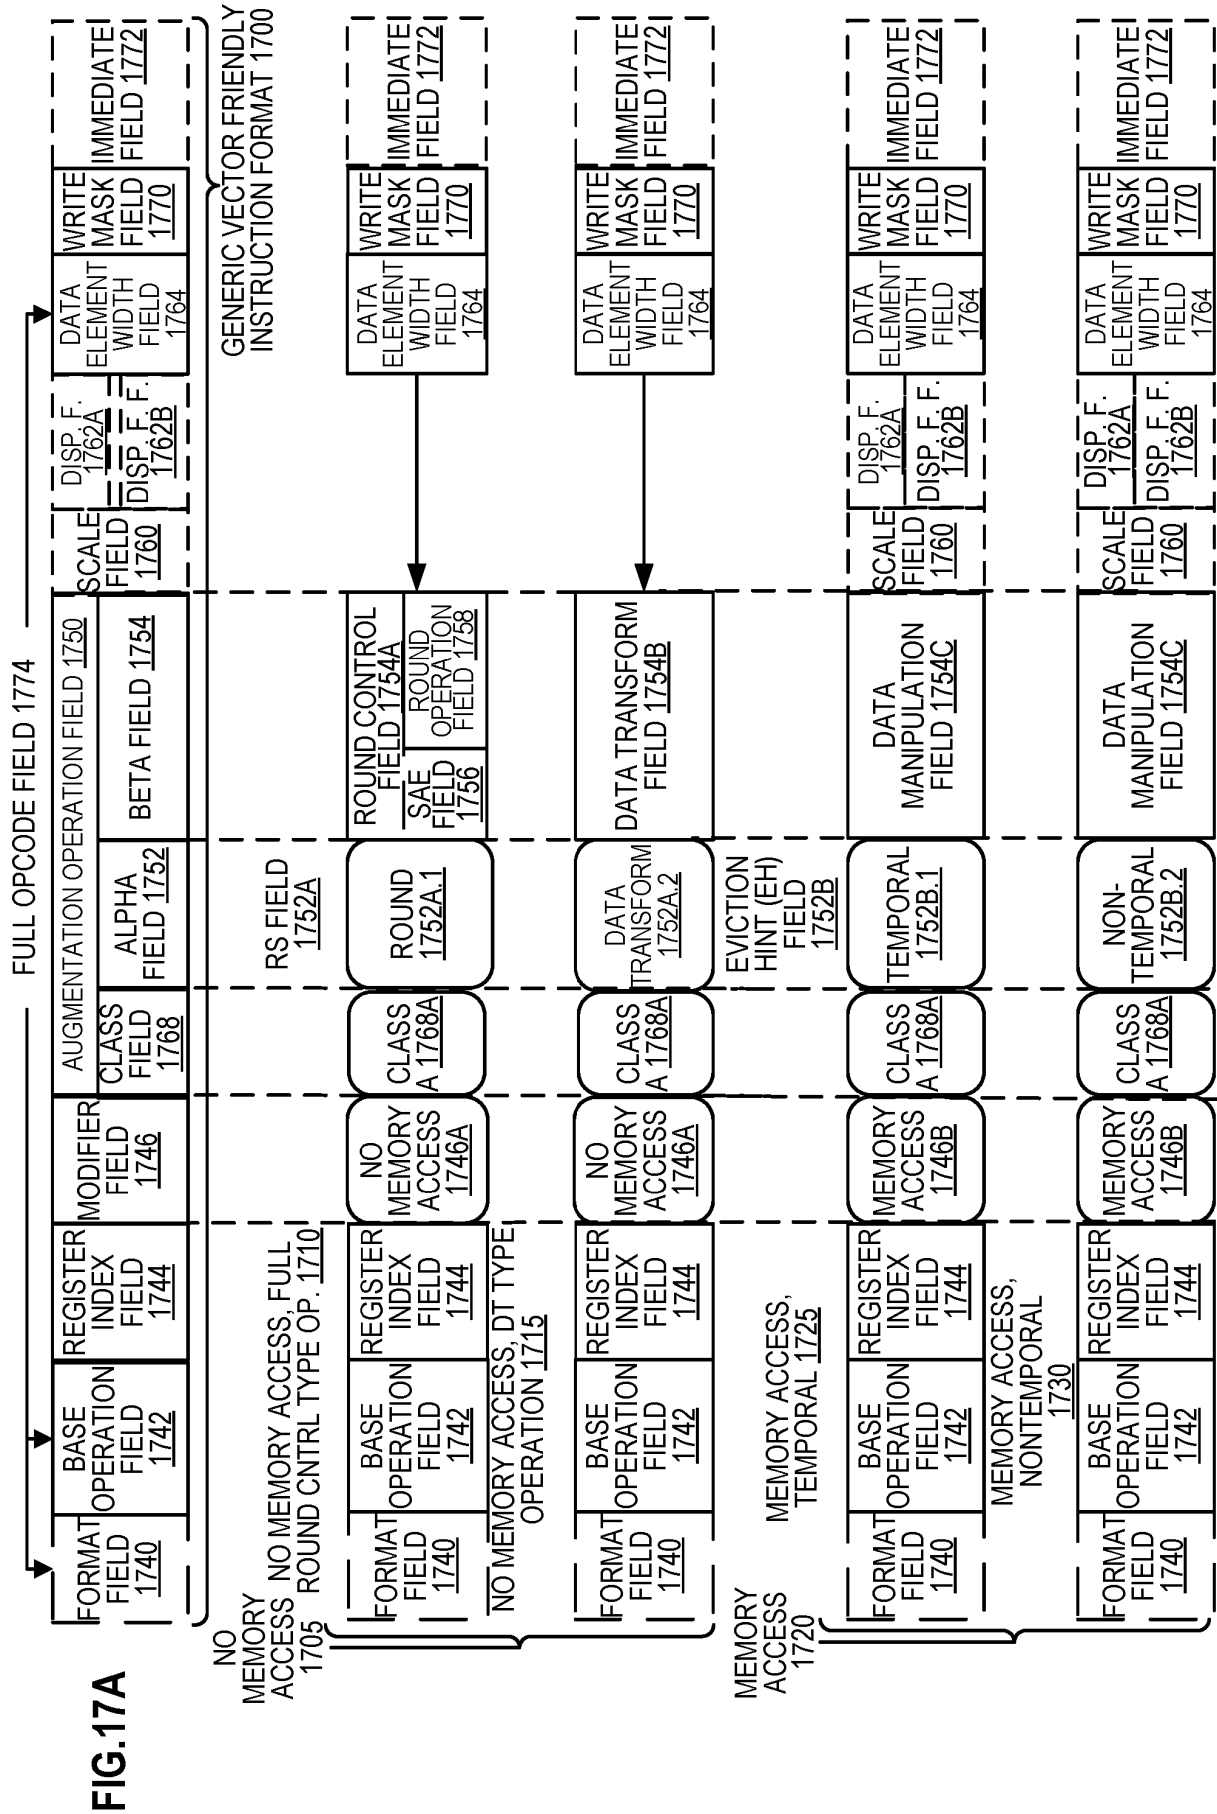 FIG.17A
FULL OPCODE FIELD 1774
FORMAT
FIELD
1740
BASE
OPERATION
FIELD
1742
REGISTER
INDEX
FIELD
1744
MODIFIER
FIELD
1746
AUGMENTATION OPERATION FIELD 1750
CLASS
FIELD
1768
ALPHA
FIELD 1752
BETA FIELD 1754
SCALE
FIELD
1760
DISP. F.
1762A
DISP. F. F.
1762B
DATA
ELEMENT
WIDTH
FIELD
1764
WRITE
MASK
FIELD
1770
IMMEDIATE
FIELD 1772
GENERIC VECTOR FRIENDLY
INSTRUCTION FORMAT 1700
NO
MEMORY
ACCESS
1705
NO MEMORY ACCESS, FULL
ROUND CNTRL TYPE OP. 1710
RS FIELD
1752A
FORMAT
FIELD
1740
BASE
OPERATION
FIELD
1742
REGISTER
INDEX
FIELD
1744
NO
MEMORY
ACCESS
1746A
CLASS
A 1768A
ROUND
1752A.1
ROUND CONTROL
FIELD 1754A
SAE
FIELD
1756
ROUND
OPERATION
FIELD 1758
DATA
ELEMENT
WIDTH
FIELD
1764
WRITE
MASK
FIELD
1770
IMMEDIATE
FIELD 1772
NO MEMORY ACCESS, DT TYPE
OPERATION 1715
FORMAT
FIELD
1740
BASE
OPERATION
FIELD
1742
REGISTER
INDEX
FIELD
1744
NO
MEMORY
ACCESS
1746A
CLASS
A 1768A
DATA
TRANSFORM
1752A.2
DATA TRANSFORM
FIELD 1754B
DATA
ELEMENT
WIDTH
FIELD
1764
WRITE
MASK
FIELD
1770
IMMEDIATE
FIELD 1772
MEMORY
ACCESS
1720
MEMORY ACCESS,
TEMPORAL 1725
EVICTION
HINT (EH)
FIELD
1752B
FORMAT
FIELD
1740
BASE
OPERATION
FIELD
1742
REGISTER
INDEX
FIELD
1744
MEMORY
ACCESS
1746B
CLASS
A 1768A
TEMPORAL
1752B.1
DATA
MANIPULATION
FIELD 1754C
SCALE
FIELD
1760
DISP. F.
1762A
DISP. F. F.
1762B
DATA
ELEMENT
WIDTH
FIELD
1764
WRITE
MASK
FIELD
1770
IMMEDIATE
FIELD 1772
MEMORY ACCESS,
NONTEMPORAL
1730
FORMAT
FIELD
1740
BASE
OPERATION
FIELD
1742
REGISTER
INDEX
FIELD
1744
MEMORY
ACCESS
1746B
CLASS
A 1768A
NON-
TEMPORAL
1752B.2
DATA
MANIPULATION
FIELD 1754C
SCALE
FIELD
1760
DISP. F.
1762A
DISP. F. F.
1762B
DATA
ELEMENT
WIDTH
FIELD
1764
WRITE
MASK
FIELD
1770
IMMEDIATE
FIELD 1772